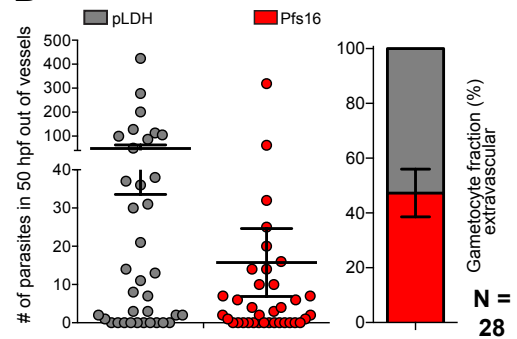 pLDH
Pfs16
# of parasites in 50 hpf out of vessels
500
400
300
200
100
40
30
20
10
0
100
80
60
40
20
0
Gametocyte fraction (%)
extravascular
N =
28